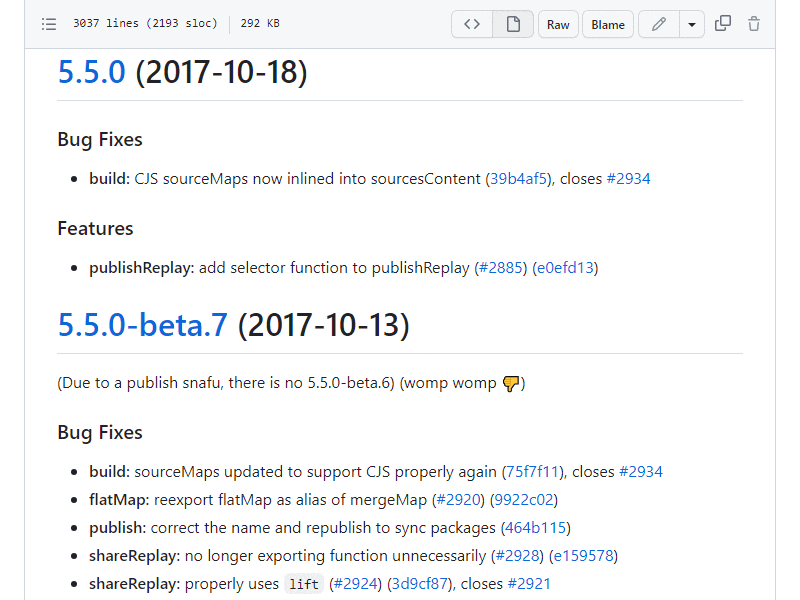 3037 lines (2193 sloc) 292 KB Raw Blame
5.5.0 (2017-10-18)
Bug Fixes
• build: CJS sourceMaps now inlined into sourcesContent (39b4af5), closes #2934
Features
• publishReplay: add selector function to publishReplay (#2885) (e0efd13)
5.5.0-beta.7 (2017-10-13)
(Due to a publish snafu, there is no 5.5.0-beta.6) (womp womp 👎)
Bug Fixes
• build: sourceMaps updated to support CJS properly again (75f7f11), closes #2934
• flatMap: reexport flatMap as alias of mergeMap (#2920) (9922c02)
• publish: correct the name and republish to sync packages (464b115)
• shareReplay: no longer exporting function unnecessarily (#2928) (e159578)
• shareReplay: properly uses lift (#2924) (3d9cf87), closes #2921